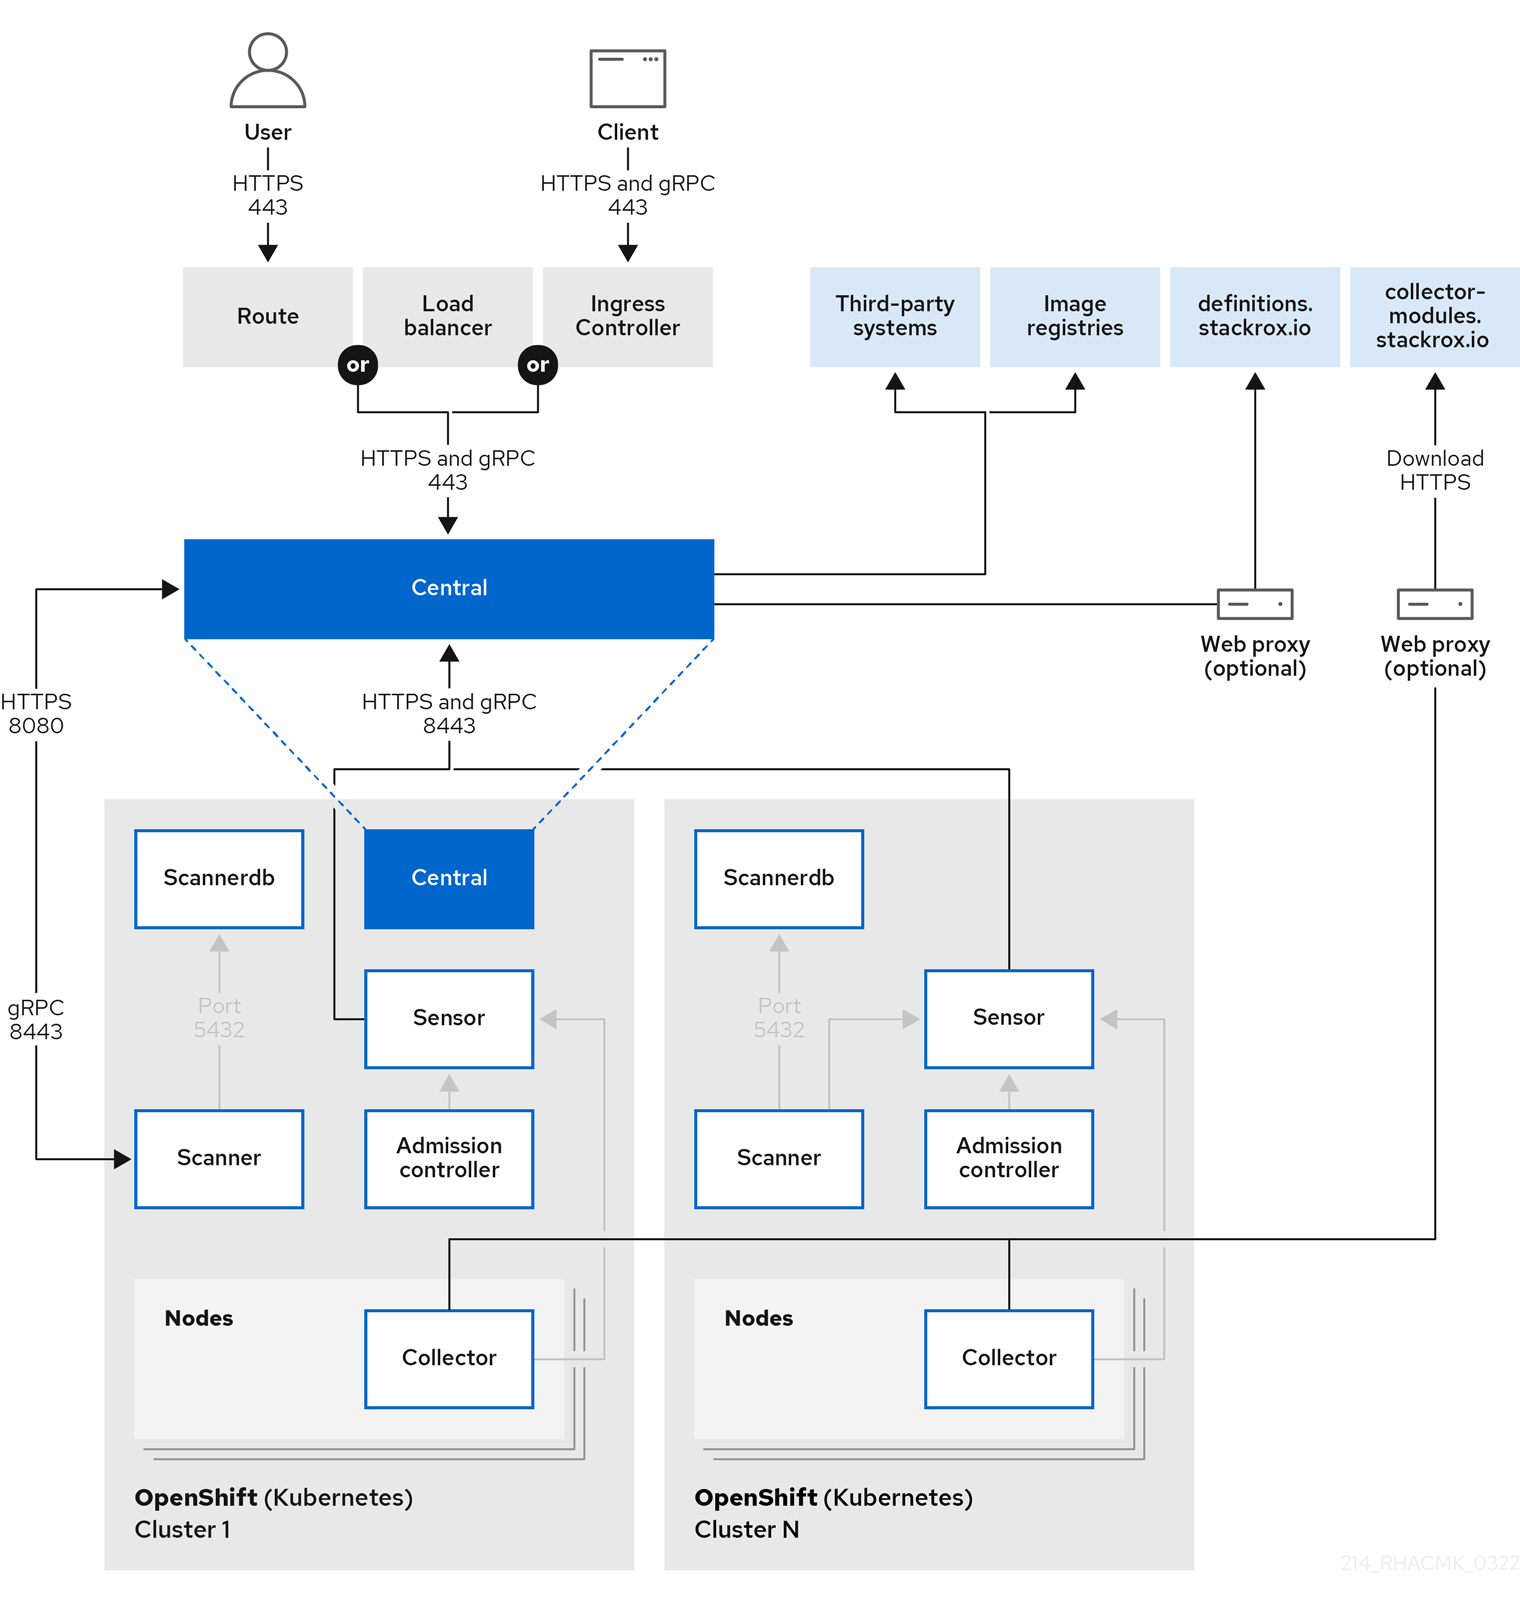 User
Client
HTTPS
443
HTTPS and gRPC
443
Route
Load
balancer
Ingress
Controller
or
or
Third-party
systems
Image
registries
definitions.
stackrox.io
collector-
modules.
stackrox.io
HTTPS and gRPC
443
Download
HTTPS
Central
Web proxy
(optional)
Web proxy
(optional)
HTTPS
8080
HTTPS and gRPC
8443
gRPC
8443
Scannerdb
Central
Port
5432
Sensor
Scanner
Admission
controller
Nodes
Collector
OpenShift (Kubernetes)
Cluster 1
Scannerdb
Port
5432
Sensor
Scanner
Admission
controller
Nodes
Collector
OpenShift (Kubernetes)
Cluster N
214_RHACMK_0322